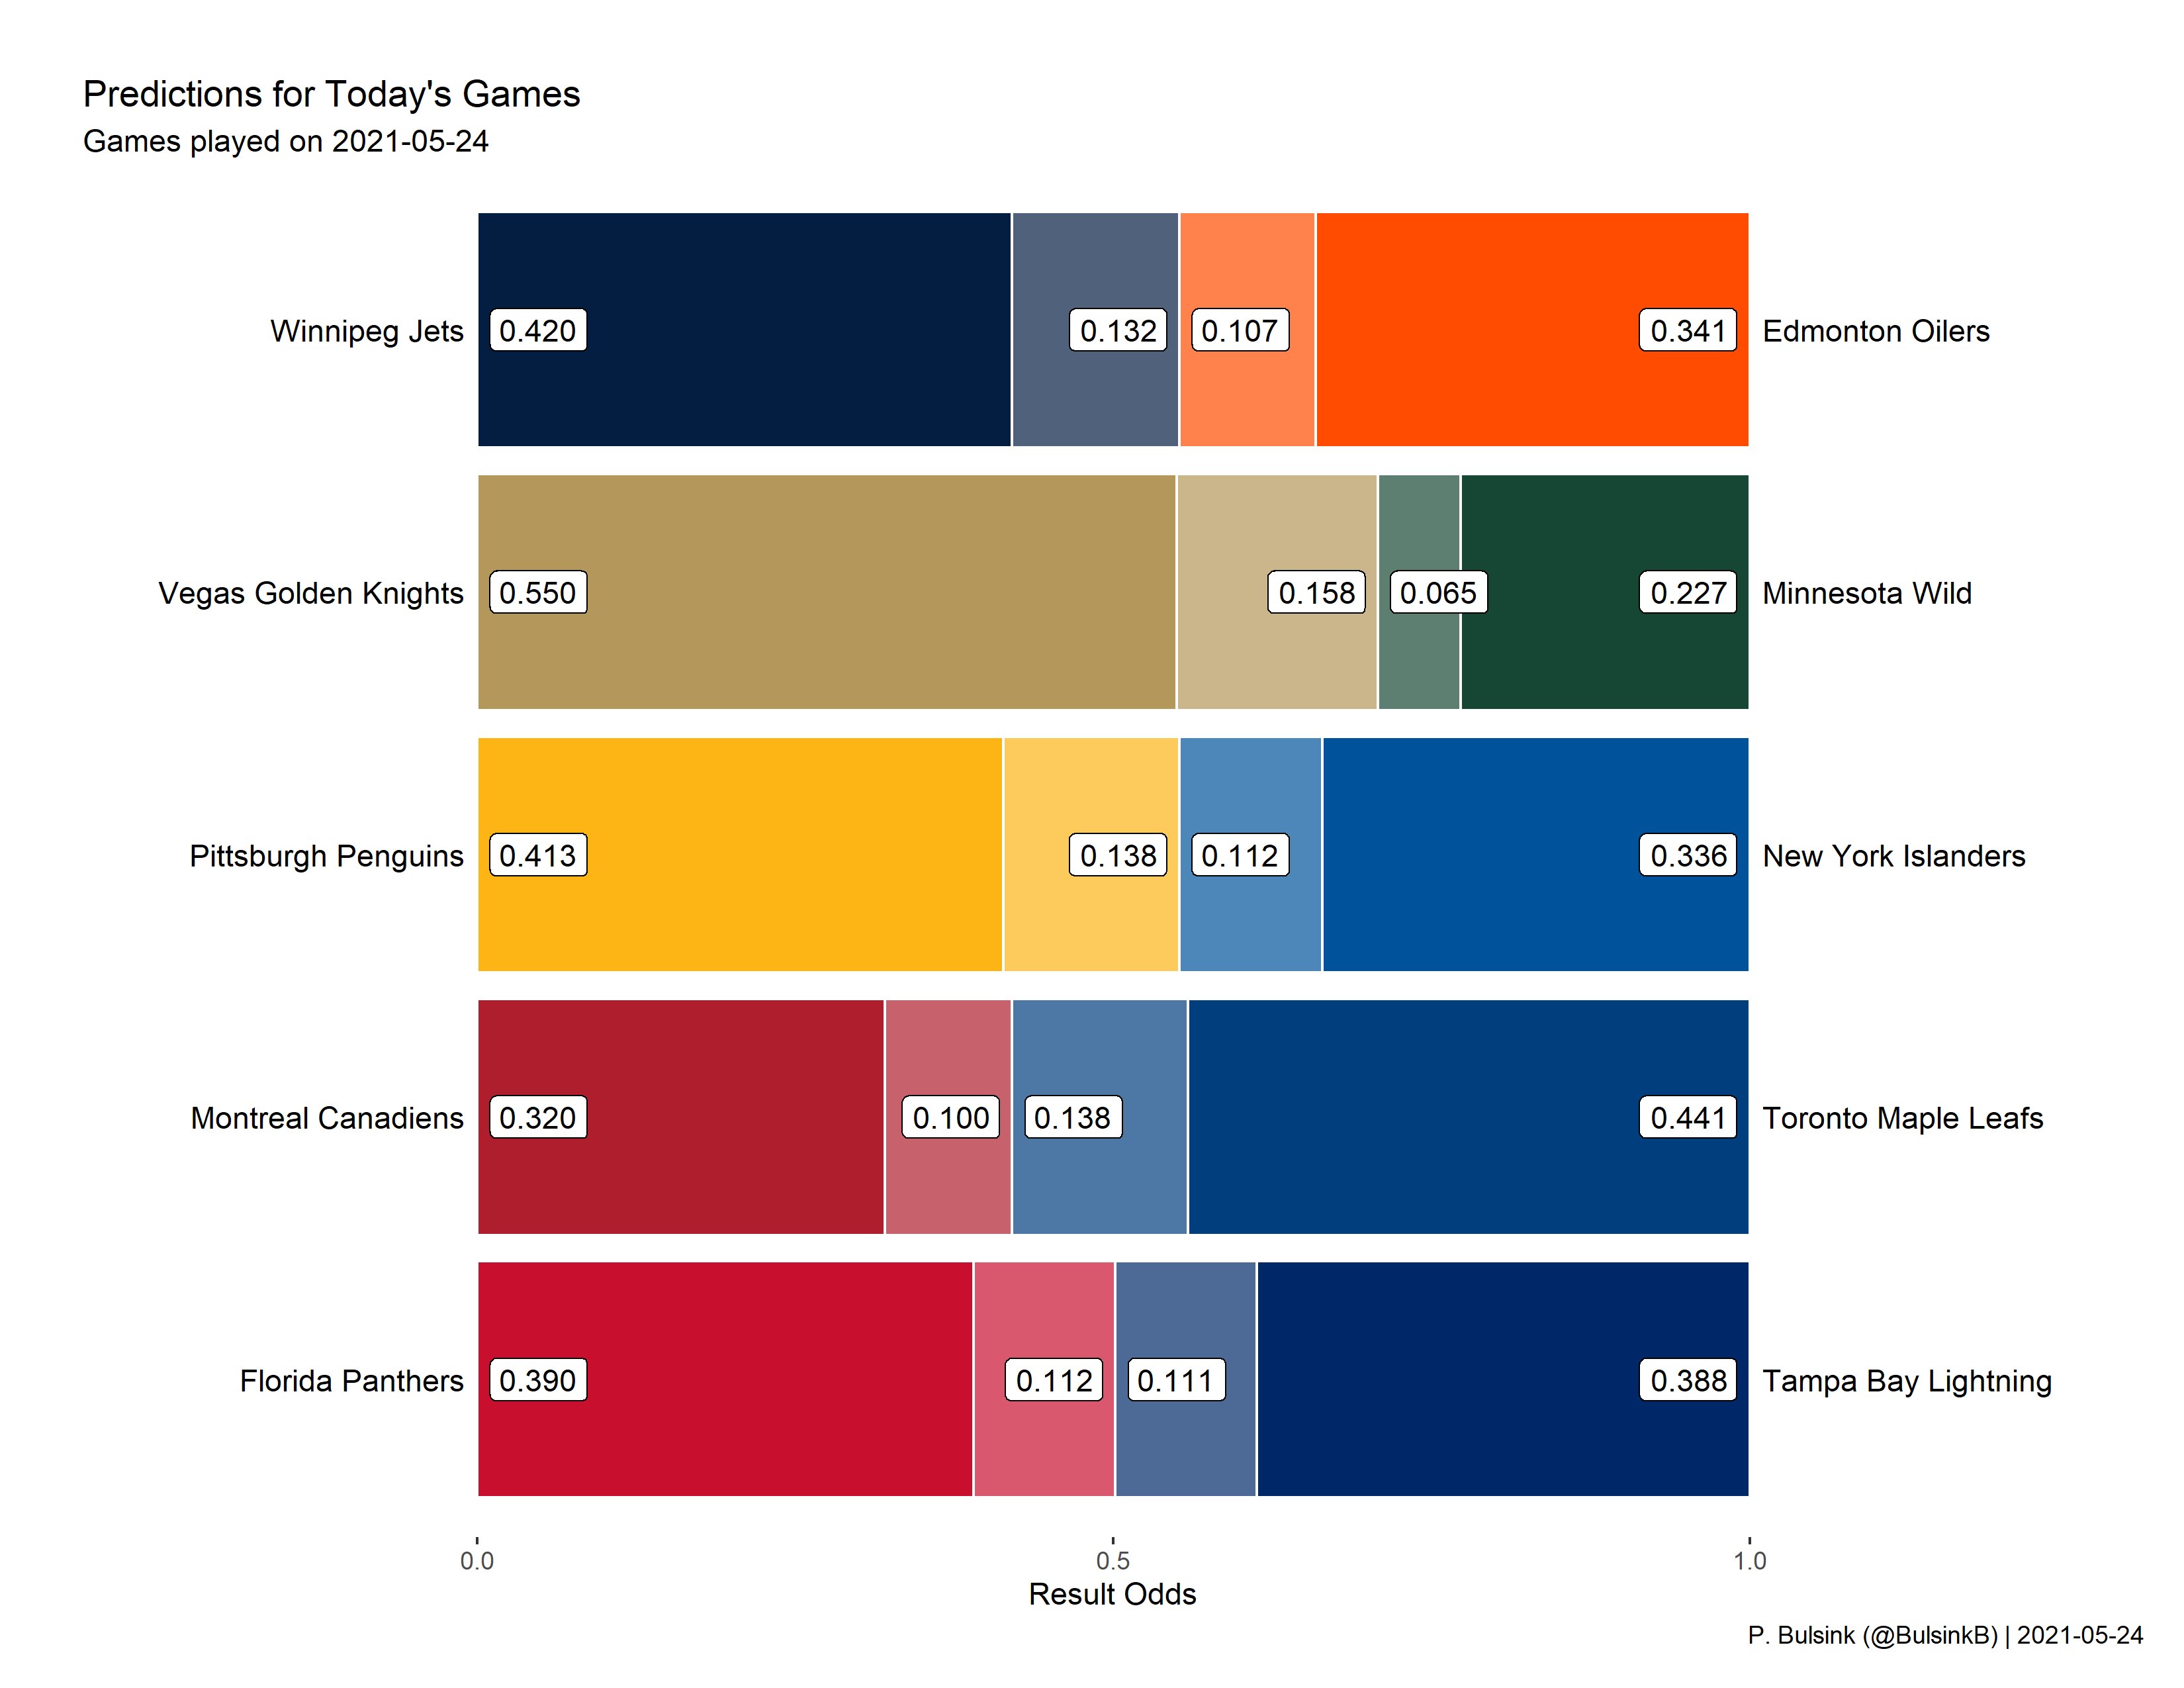 Predictions for Today's Games
Games played on 2021-05-24
Winnipeg Jets 0.420 0.132 0.107 0.341 Edmonton Oilers
Vegas Golden Knights 0.550 0.158 0.065 0.227 Minnesota Wild
Pittsburgh Penguins 0.413 0.138 0.112 0.336 New York Islanders
Montreal Canadiens 0.320 0.100 0.138 0.441 Toronto Maple Leafs
Florida Panthers 0.390 0.112 0.111 0.388 Tampa Bay Lightning
0.0 0.5 1.0
Result Odds
P. Bulsink (@BulsinkB) | 2021-05-24